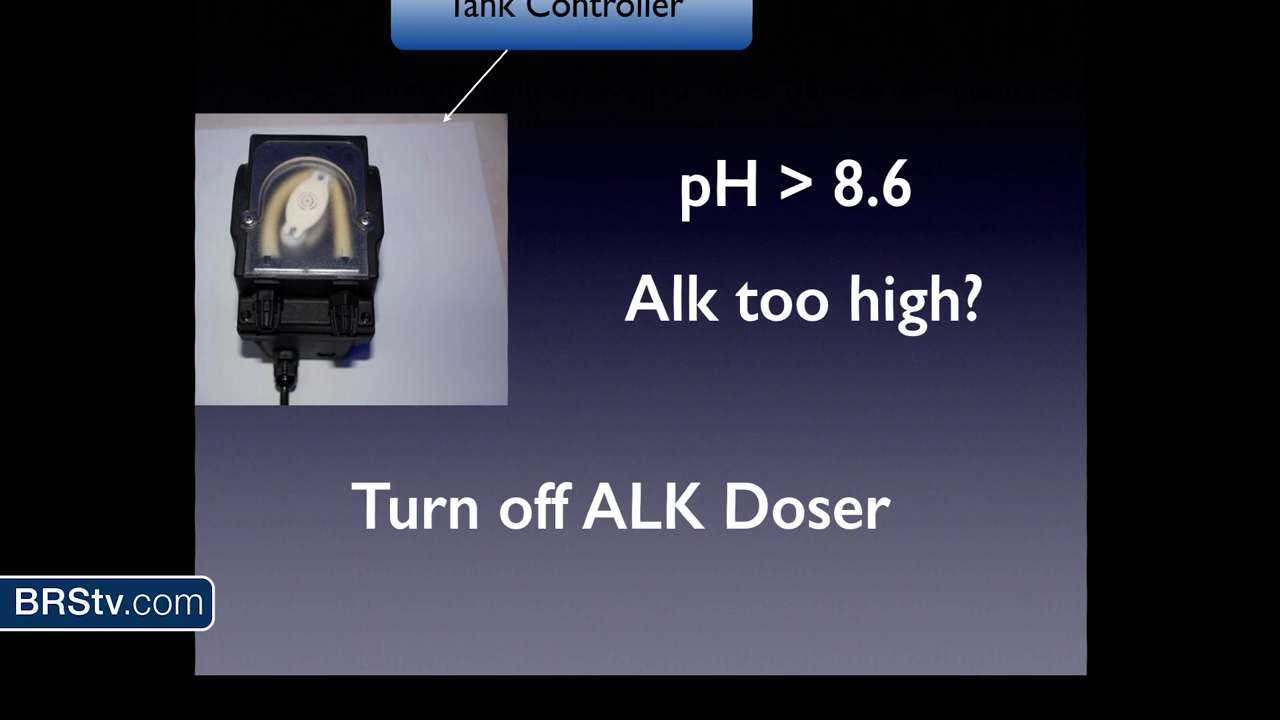 Tank Controller
pH > 8.6
Alk too high?
Turn off ALK Doser
BRStv.com